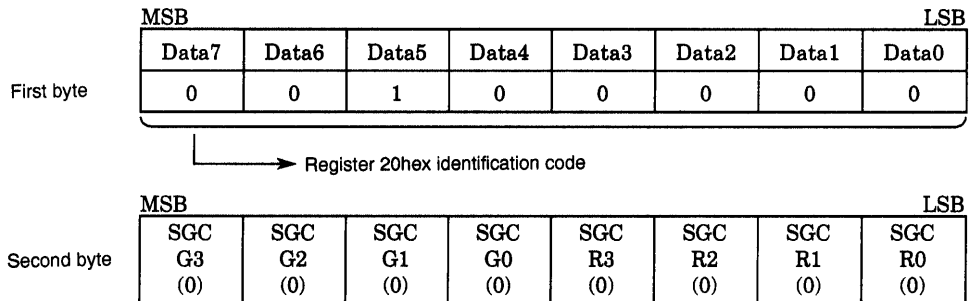 MSB LSB
Data7 Data6 Data5 Data4 Data3 Data2 Data1 Data0
First byte 0 0 1 0 0 0 0 0
Register 20hex identification code
MSB LSB
SGC SGC SGC SGC SGC SGC SGC SGC
Second byte G3 G2 G1 G0 R3 R2 R1 R0
(0) (0) (0) (0) (0) (0) (0) (0)